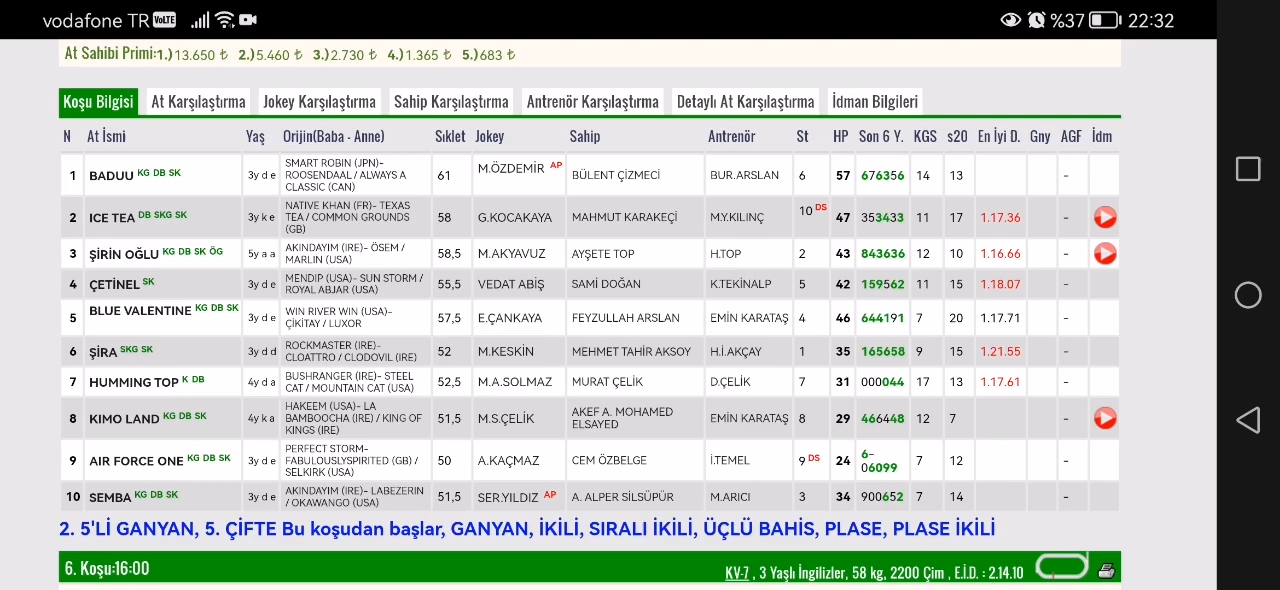 vodafone TR VoLTE %37 22:32
At Sahibi Primi:1.)13.650 ₺ 2.)5.460 ₺ 3.)2.730 ₺ 4.)1.365 ₺ 5.)683 ₺
Koşu Bilgisi At Karşılaştırma Jokey Karşılaştırma Sahip Karşılaştırma Antrenör Karşılaştırma Detaylı At Karşılaştırma İdman Bilgileri
N At İsmi Yaş Orijin(Baba - Anne) Sıklet Jokey Sahip Antrenör St HP Son 6 Y. KGS s20 En İyi D. Gny AGF İdm
1 BADUU KG DB SK 3y d e SMART ROBIN (JPN)- ROOSENDAAL / ALWAYS A CLASSIC (CAN) 61 M.ÖZDEMİR AP BÜLENT ÇİZMECİ BUR.ARSLAN 6 57 676356 14 13 -
2 ICE TEA DB SKG SK 3y k e NATIVE KHAN (FR)- TEXAS TEA / COMMON GROUNDS (GB) 58 G.KOCAKAYA MAHMUT KARAKEÇİ M.Y.KILINÇ 10 DS 47 353433 11 17 1.17.36 -
3 ŞİRİN OĞLU KG DB SK ÖG 5y a a AKINDAYIM (IRE)- ÖSEM / MARLIN (USA) 58,5 M.AKYAVUZ AYŞETE TOP H.TOP 2 43 843636 12 10 1.16.66 -
4 ÇETİNEL SK 3y d e MENDIP (USA)- SUN STORM / ROYAL ABJAR (USA) 55,5 VEDAT ABİŞ SAMİ DOĞAN K.TEKİNALP 5 42 159562 11 15 1.18.07 -
5 BLUE VALENTINE KG DB SK 3y d e WIN RIVER WIN (USA)- ÇİKİTAY / LUXOR 57,5 E.ÇANKAYA FEYZULLAH ARSLAN EMİN KARATAŞ 4 46 644191 7 20 1.17.71 -
6 ŞİRA SKG SK 3y d d ROCKMASTER (IRE)- CLOATTRO / CLODOVIL (IRE) 52 M.KESKİN MEHMET TAHİR AKSOY H.İ.AKÇAY 1 35 165658 9 15 1.21.55 -
7 HUMMING TOP K DB 4y d a BUSHRANGER (IRE)- STEEL CAT / MOUNTAIN CAT (USA) 52,5 M.A.SOLMAZ MURAT ÇELİK D.ÇELİK 7 31 000044 17 13 1.17.61 -
8 KIMO LAND KG DB SK 4y k a HAKEEM (USA)- LA BAMBOOCHA (IRE) / KING OF KINGS (IRE) 51,5 M.S.ÇELİK AKEF A. MOHAMED ELSAYED EMİN KARATAŞ 8 29 466448 12 7 -
9 AIR FORCE ONE KG DB SK 3y d e PERFECT STORM- FABULOUSLYSPIRITED (GB) / SELKIRK (USA) 50 A.KAÇMAZ CEM ÖZBELGE İ.TEMEL 9 DS 24 6-06099 7 12 -
10 SEMBA KG DB SK 3y d e AKINDAYIM (IRE)- LABEZERIN / OKAWANGO (USA) 51,5 SER.YILDIZ AP A. ALPER SİLSÜPÜR M.ARICI 3 34 900652 7 14 -
2. 5'Lİ GANYAN, 5. ÇİFTE Bu koşudan başlar, GANYAN, İKİLİ, SIRALI İKİLİ, ÜÇLÜ BAHİS, PLASE, PLASE İKİLİ
6. Koşu:16:00 KV-7 , 3 Yaşlı İngilizler, 58 kg, 2200 Çim , E.İ.D. : 2.14.10